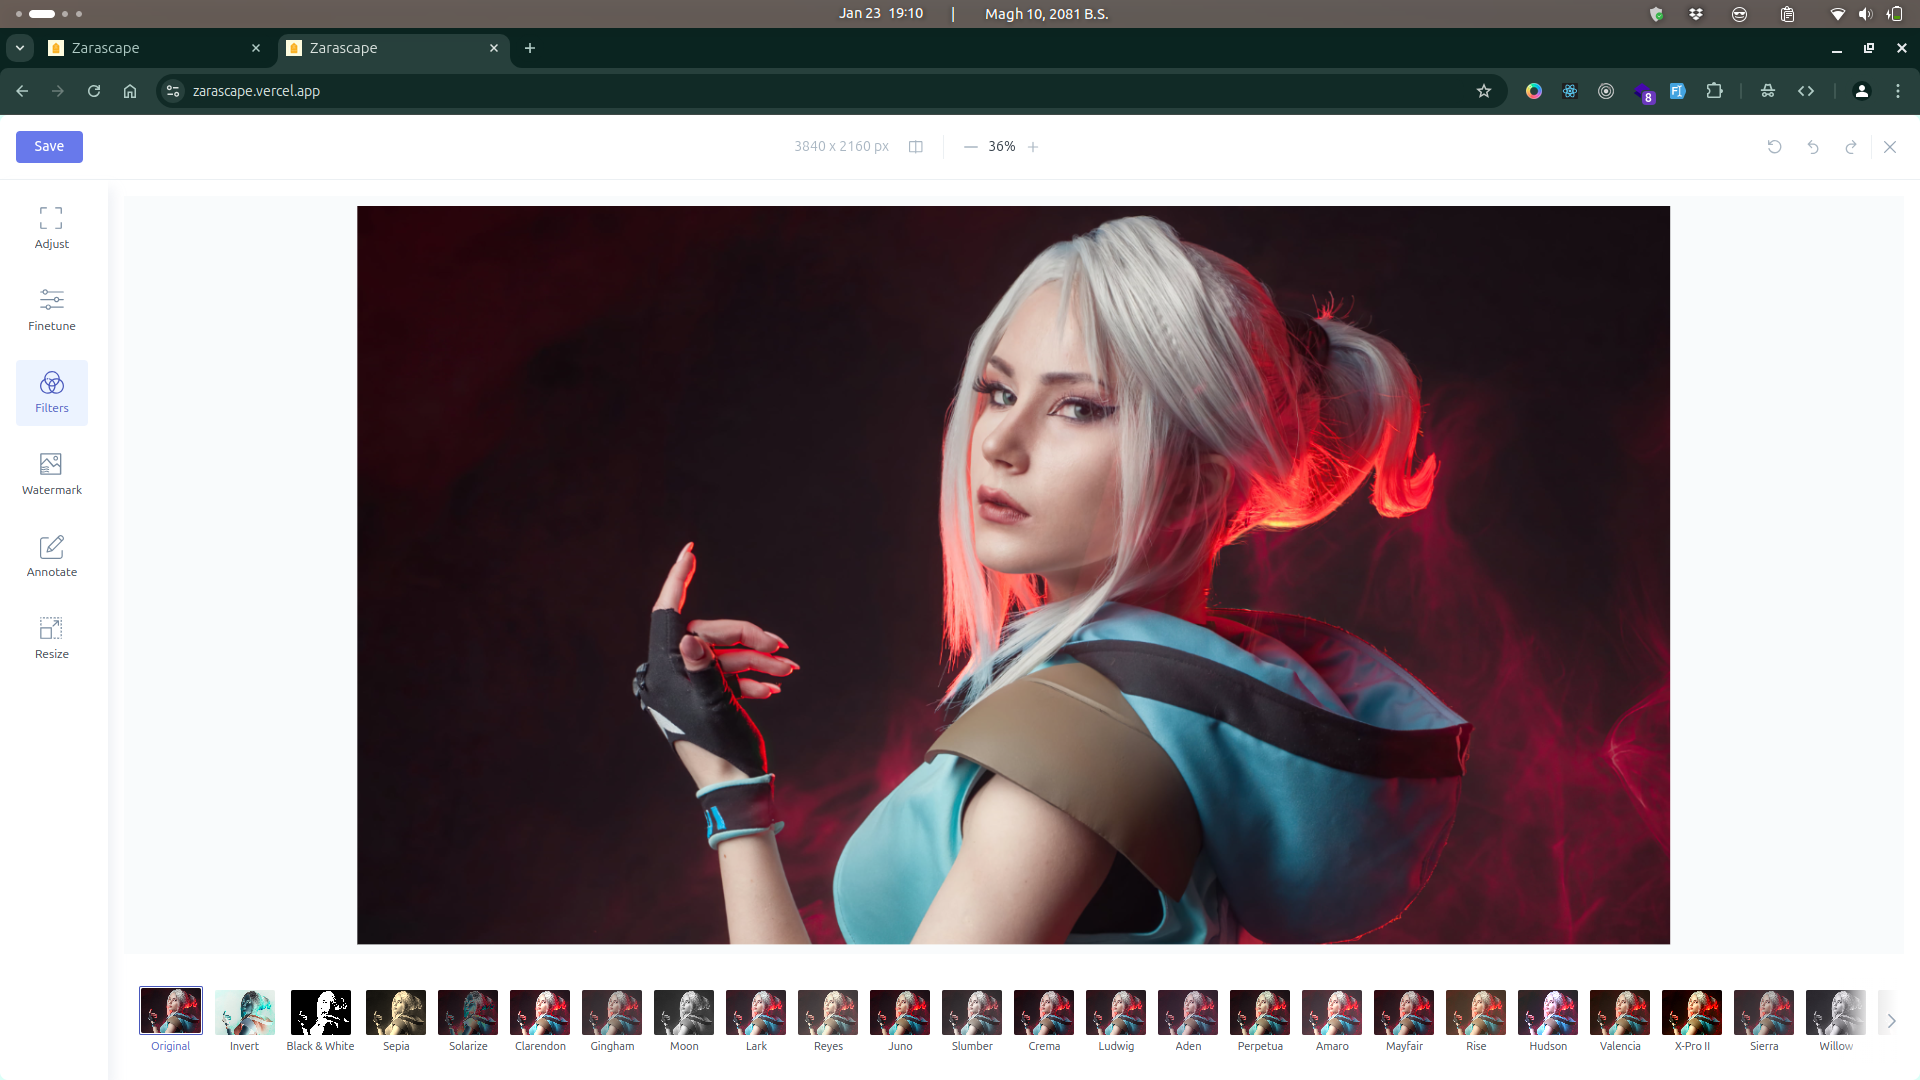 Jan 23 19:10 | Magh 10, 2081 B.S.
Zarascape
Zarascape
zarascape.vercel.app
8
FI
Save
3840 x 2160 px
36%
Adjust
Finetune
Filters
Watermark
Annotate
Resize
Original
Invert
Black & White
Sepia
Solarize
Clarendon
Gingham
Moon
Lark
Reyes
Juno
Slumber
Crema
Ludwig
Aden
Perpetua
Amaro
Mayfair
Rise
Hudson
Valencia
X-Pro II
Sierra
Willow